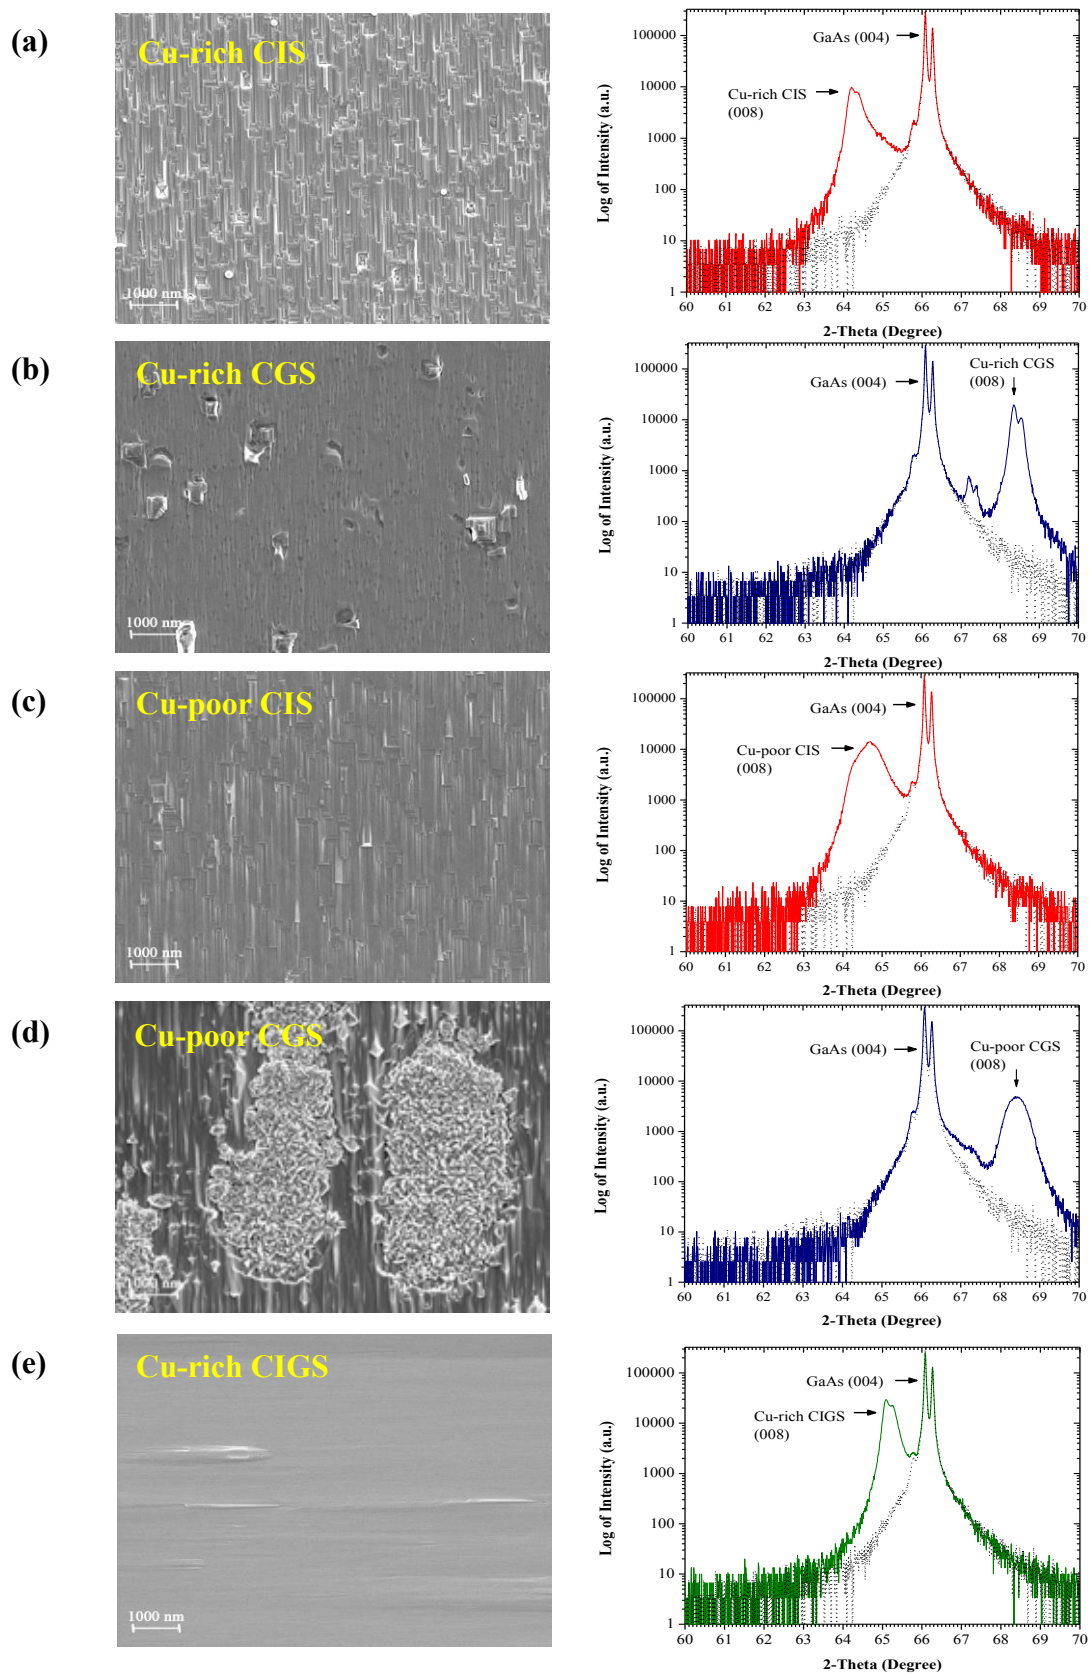 (a)
Cu-rich CIS
1000 nm
100000
10000
1000
100
10
1
Log of Intensity (a.u.)
GaAs (004)
Cu-rich CIS
(008)
60 61 62 63 64 65 66 67 68 69 70
2-Theta (Degree)
(b)
Cu-rich CGS
1000 nm
100000
10000
1000
100
10
1
Log of Intensity (a.u.)
GaAs (004)
Cu-rich CGS
(008)
60 61 62 63 64 65 66 67 68 69 70
2-Theta (Degree)
(c)
Cu-poor CIS
1000 nm
100000
10000
1000
100
10
1
Log of Intensity (a.u.)
GaAs (004)
Cu-poor CIS
(008)
60 61 62 63 64 65 66 67 68 69 70
2-Theta (Degree)
(d)
Cu-poor CGS
1000 nm
100000
10000
1000
100
10
1
Log of Intensity (a.u.)
GaAs (004)
Cu-poor CGS
(008)
60 61 62 63 64 65 66 67 68 69 70
2-Theta (Degree)
(e)
Cu-rich CIGS
1000 nm
100000
10000
1000
100
10
1
Log of Intensity (a.u.)
GaAs (004)
Cu-rich CIGS
(008)
60 61 62 63 64 65 66 67 68 69 70
2-Theta (Degree)